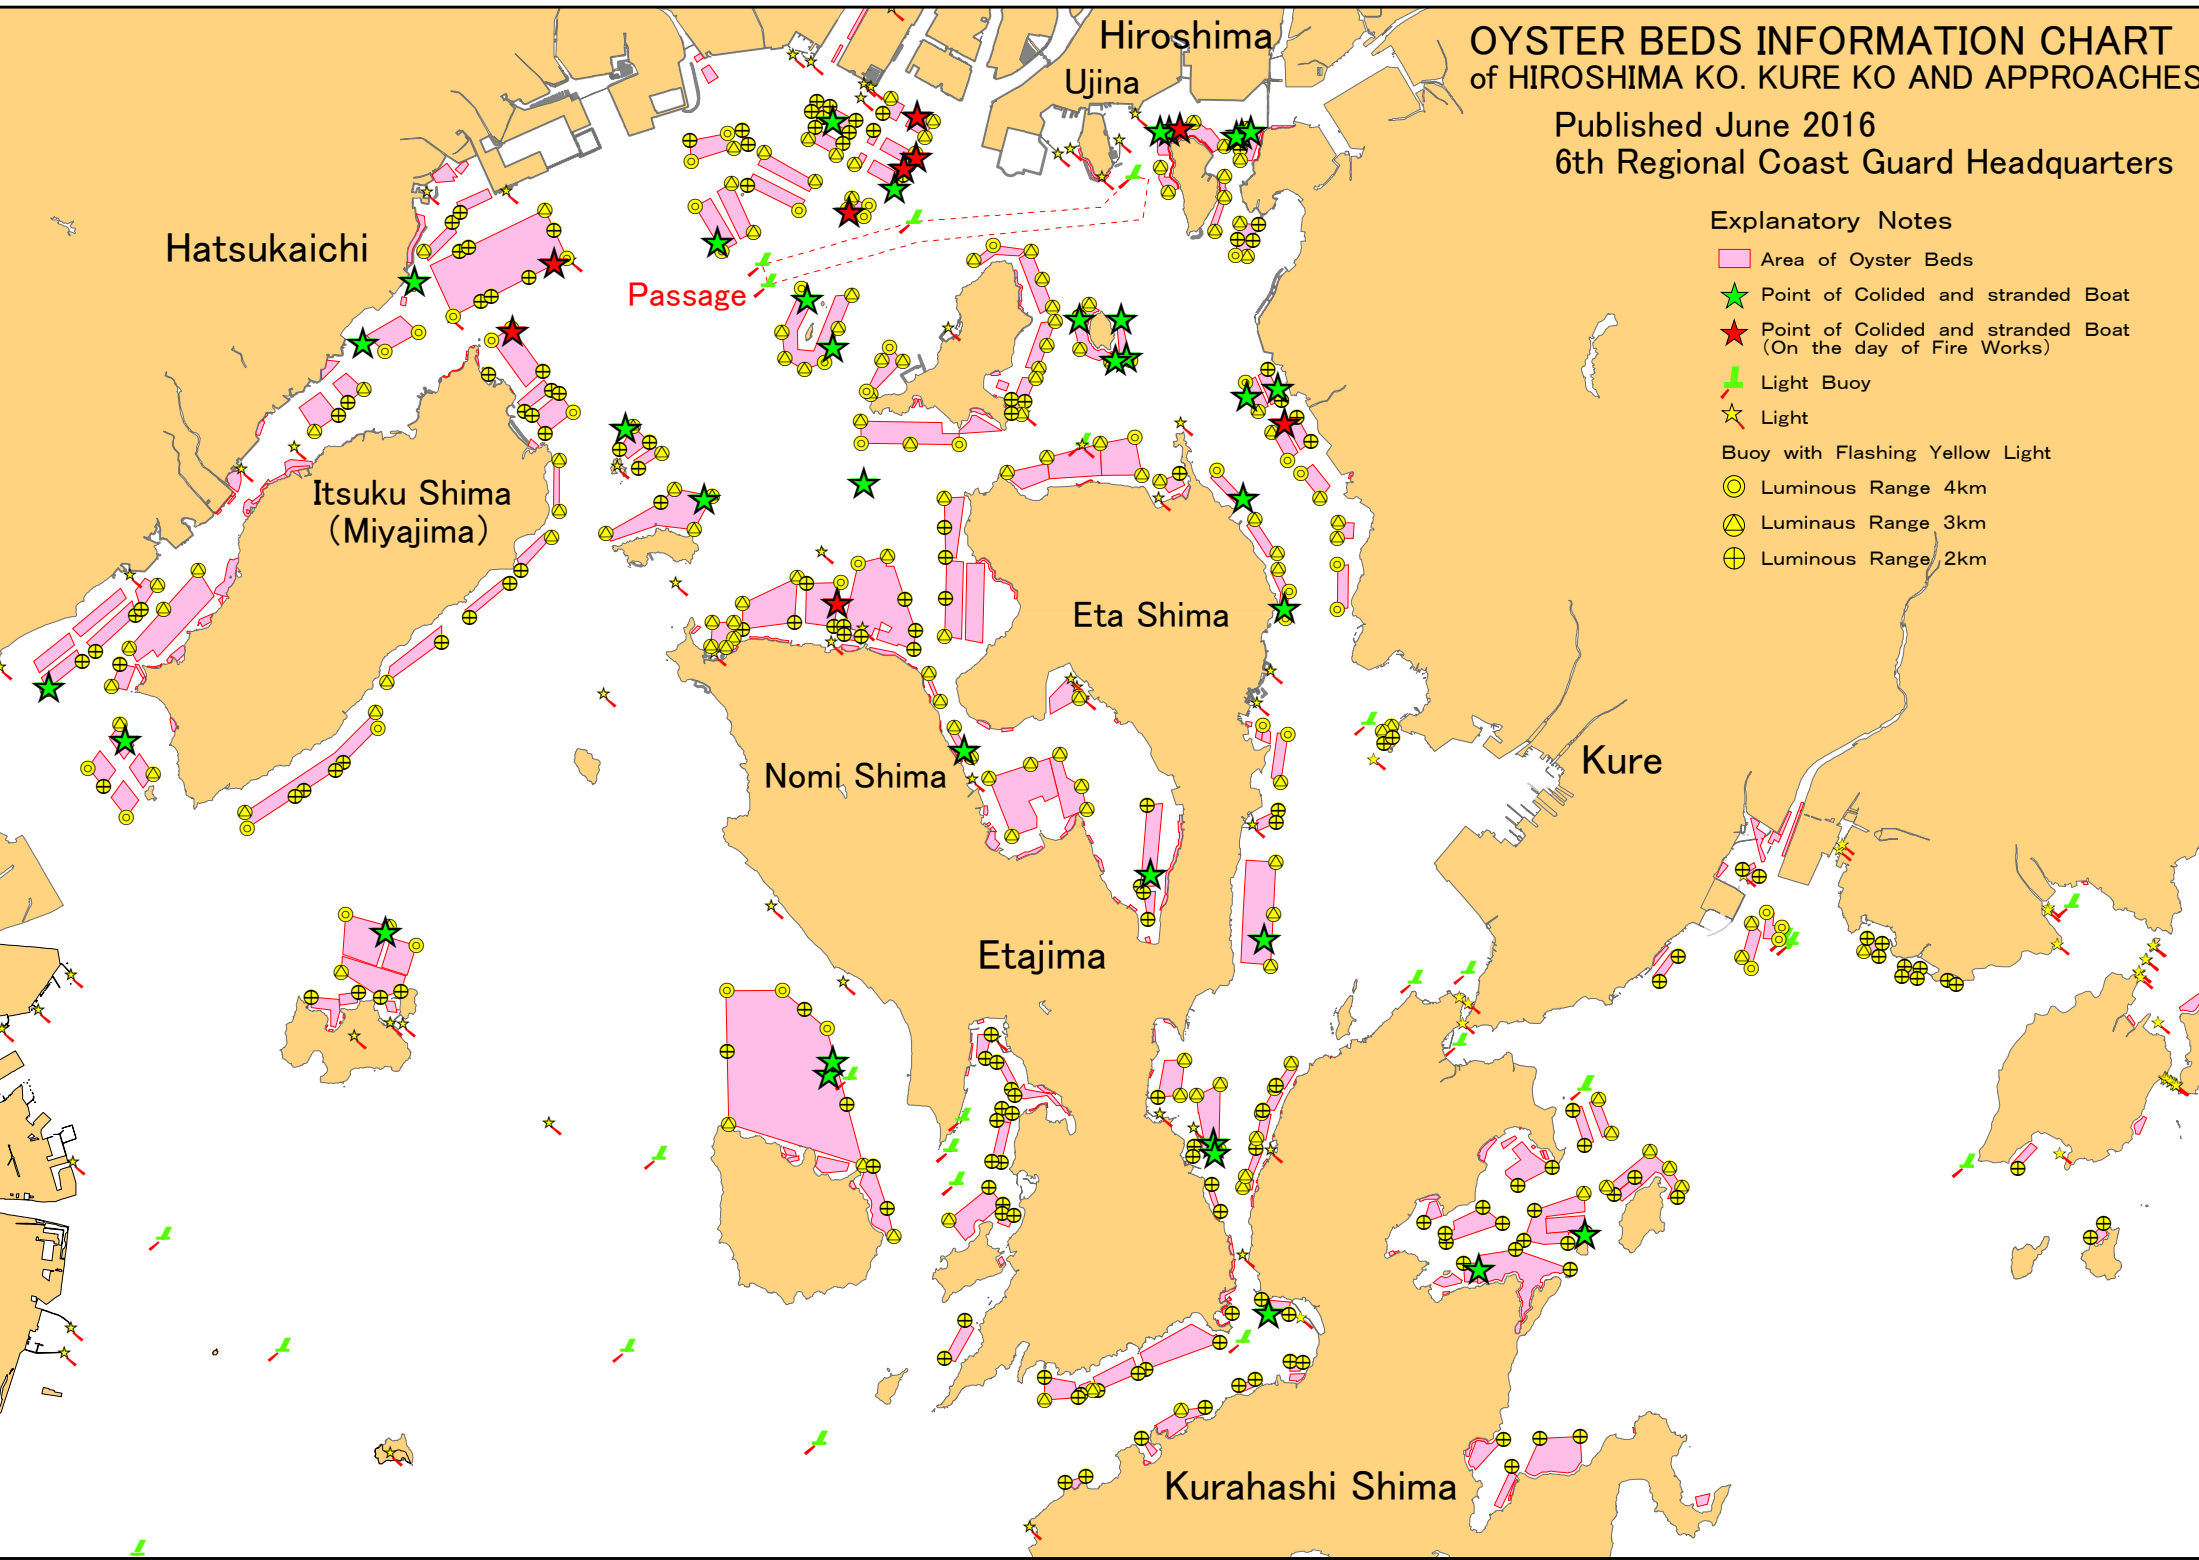 OYSTER BEDS INFORMATION CHART
of HIROSHIMA KO. KURE KO AND APPROACHES
Published June 2016
6th Regional Coast Guard Headquarters
Explanatory Notes
Area of Oyster Beds
Point of Colided and stranded Boat
Point of Colided and stranded Boat
(On the day of Fire Works)
Light Buoy
Light
Buoy with Flashing Yellow Light
Luminous Range 4km
Luminaus Range 3km
Luminous Range 2km
Hiroshima
Ujina
Hatsukaichi
Passage
Itsuku Shima
(Miyajima)
Eta Shima
Nomi Shima
Kure
Etajima
Kurahashi Shima